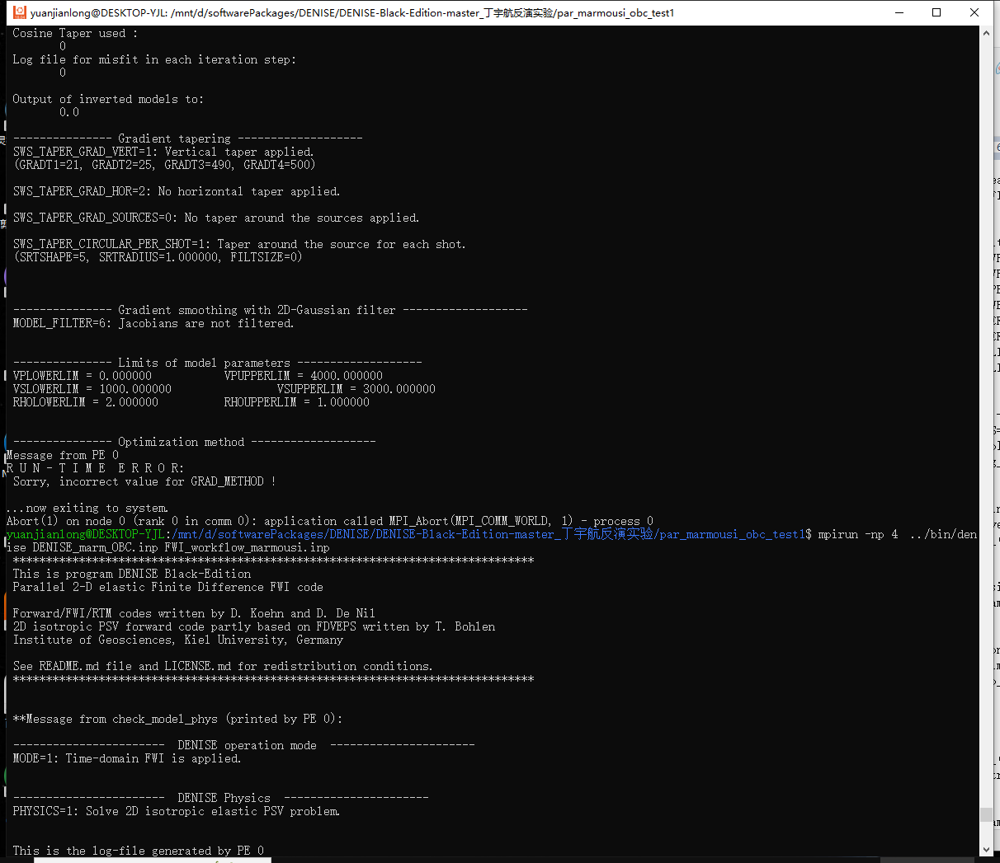 yuanjianlong@DESKTOP-YJL: /mnt/d/softwarePackages/DENISE/DENISE-Black-Edition-master_丁宇航反演实验/par_marmousi_obc_test1
Cosine Taper used :
0
Log file for misfit in each iteration step:
0
Output of inverted models to:
0.0
--------------- Gradient tapering -------------------
SWS_TAPER_GRAD_VERT=1: Vertical taper applied.
(GRADT1=21, GRADT2=25, GRADT3=490, GRADT4=500)
SWS_TAPER_GRAD_HOR=2: No horizontal taper applied.
SWS_TAPER_GRAD_SOURCES=0: No taper around the sources applied.
SWS_TAPER_CIRCULAR_PER_SHOT=1: Taper around the source for each shot.
(SRTSHAPE=5, SRTRADIUS=1.000000, FILTSIZE=0)
--------------- Gradient smoothing with 2D-Gaussian filter -------------------
MODEL_FILTER=6: Jacobians are not filtered.
--------------- Limits of model parameters -------------------
VPLOWERLIM = 0.000000 VPUPPERLIM = 4000.000000
VSLOWERLIM = 1000.000000 VSUPPERLIM = 3000.000000
RHOLOWERLIM = 2.000000 RHOUPPERLIM = 1.000000
--------------- Optimization method -------------------
Message from PE 0
R U N - T I M E  E R R O R:
Sorry, incorrect value for GRAD_METHOD !
...now exiting to system.
Abort(1) on node 0 (rank 0 in comm 0): application called MPI_Abort(MPI_COMM_WORLD, 1) - process 0
yuanjianlong@DESKTOP-YJL:/mnt/d/softwarePackages/DENISE/DENISE-Black-Edition-master_丁宇航反演实验/par_marmousi_obc_test1$ mpirun -np 4  ../bin/den
ise DENISE_marm_OBC.inp FWI_workflow_marmousi.inp
*******************************************************************************
This is program DENISE Black-Edition
Parallel 2-D elastic Finite Difference FWI code
Forward/FWI/RTM codes written by D. Koehn and D. De Nil
2D isotropic PSV forward code partly based on FDVEPS written by T. Bohlen
Institute of Geosciences, Kiel University, Germany
See README.md file and LICENSE.md for redistribution conditions.
*******************************************************************************
**Message from check_model_phys (printed by PE 0):
----------------------- DENISE operation mode ----------------------
MODE=1: Time-domain FWI is applied.
----------------------- DENISE Physics ----------------------
PHYSICS=1: Solve 2D isotropic elastic PSV problem.
This is the log-file generated by PE 0